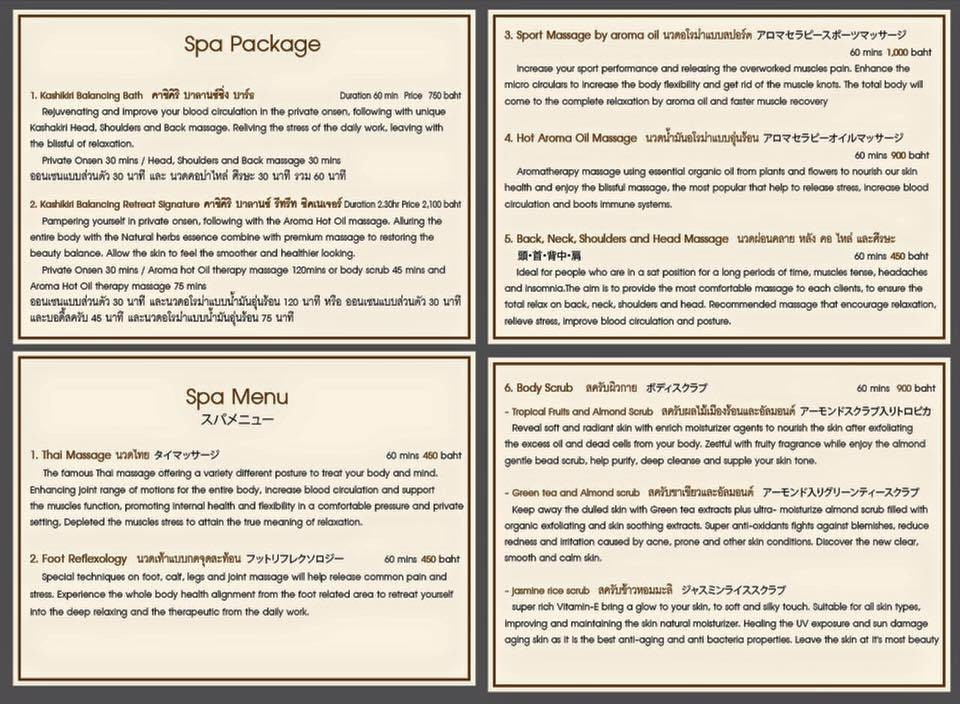 Spa Package
1. Kashikiri Balancing Bath คาชิคิริ บาลานซ์ซิ่ง บาร์ธ Duration 60 min Price 750 baht
Rejuvenating and improve your blood circulation in the private onsen, following with unique
Kashakiri Head, Shoulders and Back massage. Reliving the stress of the daily work, leaving with
the blissful of relaxation.
Private Onsen 30 mins / Head, Shoulders and Back massage 30 mins
ออนเซนแบบส่วนตัว 30 นาที และ นวดคอบ่าไหล่ ศีรษะ 30 นาที รวม 60 นาที
2. Kashikiri Balancing Retreat Signature คาชิคิริ บาลานซ์ รีทรีท ซิคเนเจอร์ Duration 2.30hr Price 2,100 baht
Pampering yourself in private onsen, following with the Aroma Hot Oil massage. Alluring the
entire body with the Natural herbs essence combine with premium massage to restoring the
beauty balance. Allow the skin to feel the smoother and healthier looking.
Private Onsen 30 mins / Aroma hot Oil therapy massage 120mins or body scrub 45 mins and
Aroma Hot Oil therapy massage 75 mins
ออนเซนแบบส่วนตัว 30 นาที และนวดอโรม่าแบบน้ำมันอุ่นร้อน 120 นาที หรือ ออนเซนแบบส่วนตัว 30 นาที
และบอดี้สครับ 45 นาที และนวดอโรม่าแบบน้ำมันอุ่นร้อน 75 นาที
Spa Menu
スパメニュー
1. Thai Massage นวดไทย タイマッサージ 60 mins 450 baht
The famous Thai massage offering a variety different posture to treat your body and mind.
Enhancing joint range of motions for the entire body, increase blood circulation and support
the muscles function, promoting internal health and flexibility in a comfortable pressure and private
setting, Depleted the muscles stress to attain the true meaning of relaxation.
2. Foot Reflexology นวดเท้าแบบกดจุดสะท้อน フットリフレクソロジー 60 mins 450 baht
Special techniques on foot, calf, legs and joint massage will help release common pain and
stress. Experience the whole body health alignment from the foot related area to retreat yourself
into the deep relaxing and the therapeutic from the daily work.
3. Sport Massage by aroma oil นวดอโรม่าแบบสปอร์ต アロマセラピースポーツマッサージ
60 mins 1,000 baht
Increase your sport performance and releasing the overworked muscles pain. Enhance the
micro circulars to increase the body flexibility and get rid of the muscle knots. The total body will
come to the complete relaxation by aroma oil and faster muscle recovery
4. Hot Aroma Oil Massage นวดน้ำมันอโรม่าแบบอุ่นร้อน アロマセラピーオイルマッサージ
60 mins 900 baht
Aromatherapy massage using essential organic oil from plants and flowers to nourish our skin
health and enjoy the blissful massage, the most popular that help to release stress, increase blood
circulation and boots immune systems.
5. Back, Neck, Shoulders and Head Massage นวดผ่อนคลาย หลัง คอ ไหล่ และศีรษะ
頭・首・背中・肩 60 mins 450 baht
Ideal for people who are in a sat position for a long periods of time, muscles tense, headaches
and insomnia.The aim is to provide the most comfortable massage to each clients, to ensure the
total relax on back, neck, shoulders and head. Recommended massage that encourage relaxation,
relieve stress, improve blood circulation and posture.
6. Body Scrub สครับผิวกาย ボディスクラブ 60 mins 900 baht
- Tropical Fruits and Almond Scrub สครับผลไม้เมืองร้อนและอัลมอนด์ アーモンドスクラブ入りトロピカ
Reveal soft and radiant skin with enrich moisturizer agents to nourish the skin after exfoliating
the excess oil and dead cells from your body. Zestful with fruity fragrance while enjoy the almond
gentle bead scrub, help purify, deep cleanse and supple your skin tone.
- Green tea and Almond scrub สครับชาเขียวและอัลมอนด์ アーモンド入りグリーンティースクラブ
Keep away the dulled skin with Green tea extracts plus ultra- moisturize almond scrub filled with
organic exfoliating and skin soothing extracts. Super anti-oxidants fights against blemishes, reduce
redness and irritation caused by acne, prone and other skin conditions. Discover the new clear,
smooth and calm skin.
- jasmine rice scrub สครับข้าวหอมมะลิ ジャスミンライススクラブ
super rich Vitamin-E bring a glow to your skin, to soft and silky touch. Suitable for all skin types,
improving and maintaining the skin natural moisturizer. Healing the UV exposure and sun damage
aging skin as it is the best anti-aging and anti bacteria properties. Leave the skin at it's most beauty